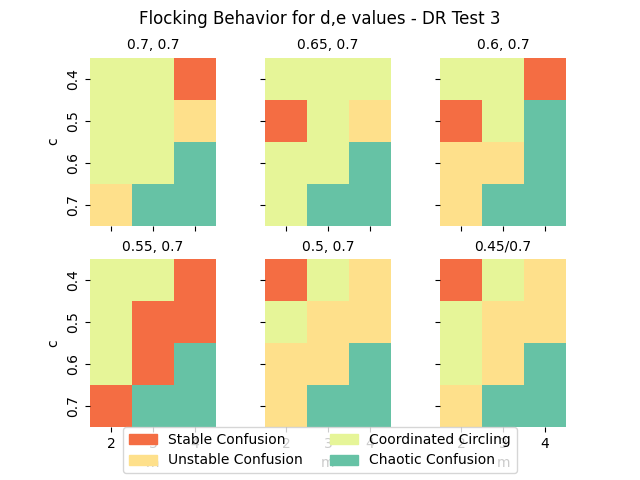 Flocking Behavior for d,e values - DR Test 3
0.7, 0.7 0.65, 0.7 0.6, 0.7
0.4
0.5
c
0.6
0.7
0.55, 0.7 0.5, 0.7 0.45/0.7
0.4
0.5
c
0.6
0.7
2 2 4
Stable Confusion Coordinated Circling
Unstable Confusion Chaotic Confusion
m m m